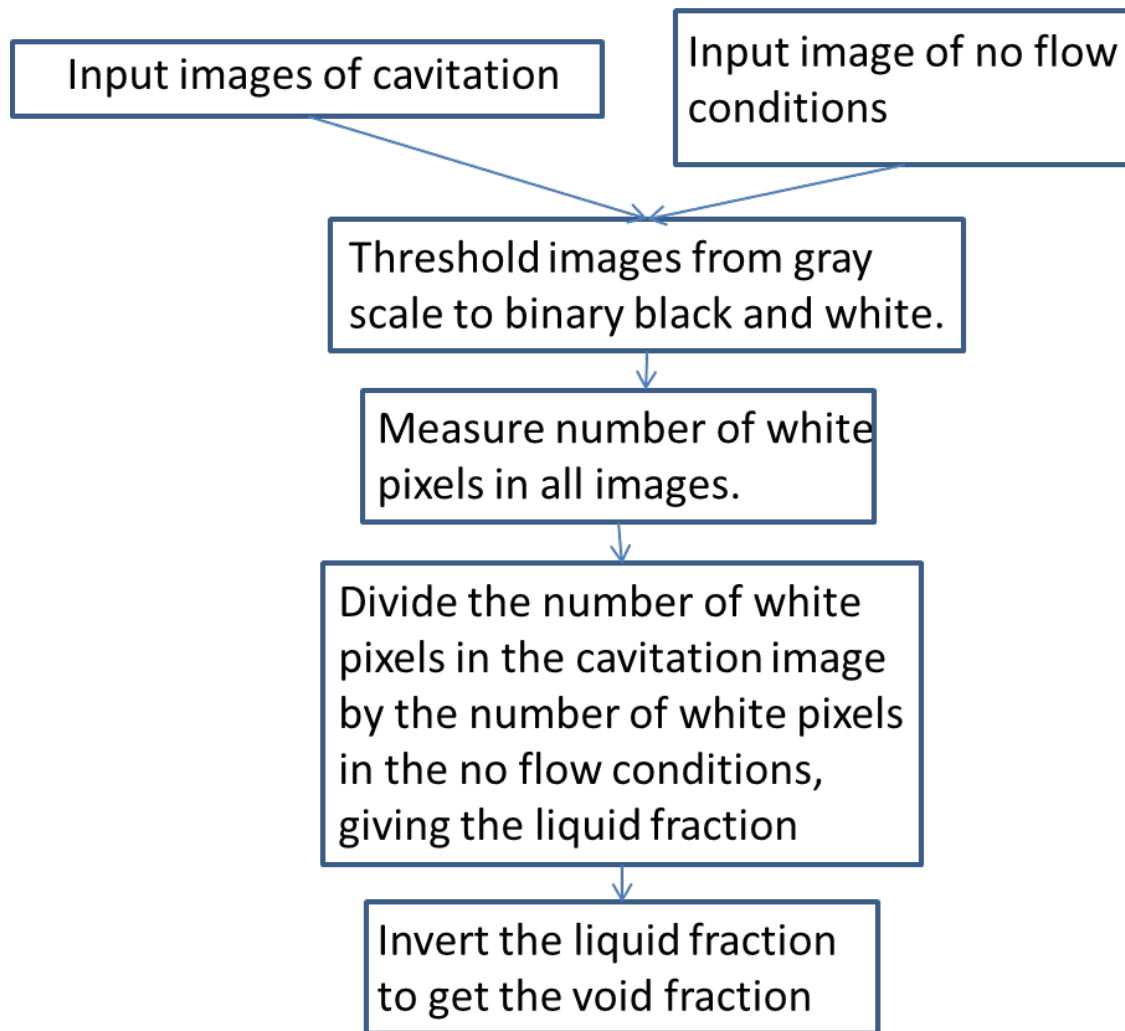 Input images of cavitation
Input image of no flow
conditions
Threshold images from gray
scale to binary black and white.
Measure number of white
pixels in all images.
Divide the number of white
pixels in the cavitation image
by the number of white pixels
in the no flow conditions,
giving the liquid fraction
Invert the liquid fraction
to get the void fraction